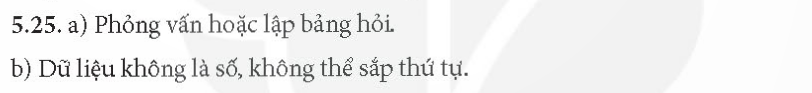 5.25. a) Phỏng vấn hoặc lập bảng hỏi.
b) Dữ liệu không là số, không thể sắp thứ tự.